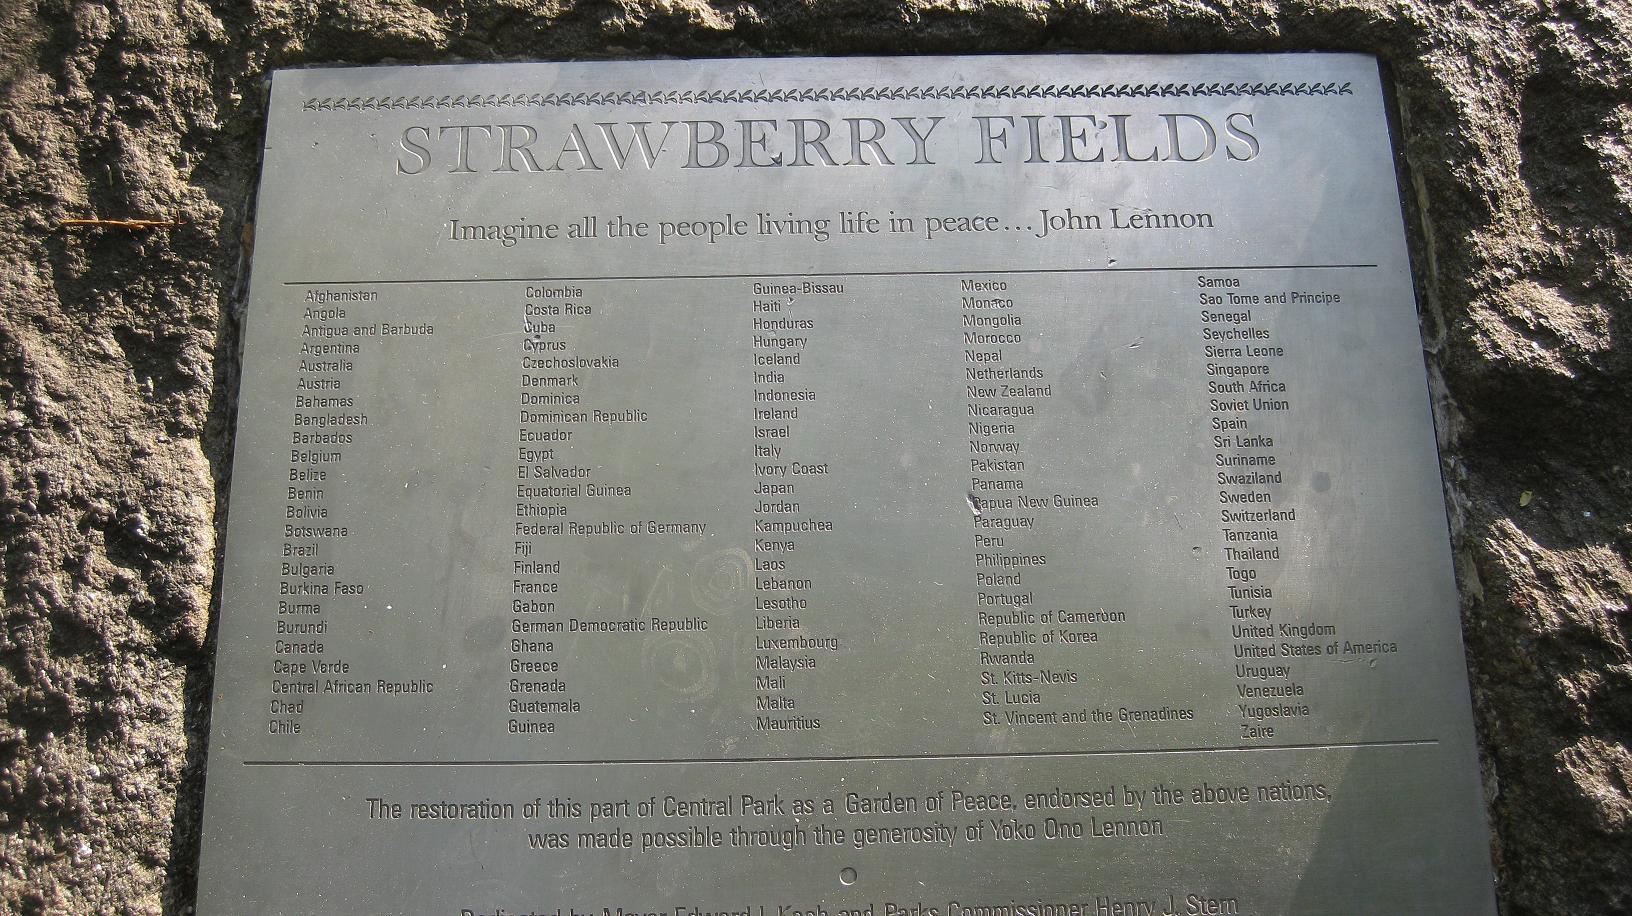 STRAWBERRY FIELDS
Imagine all the people living life in peace...John Lennon
Afghanistan
Angola
Antigua and Barbuda
Argentina
Australia
Austria
Bahamas
Bangladesh
Barbados
Belgium
Belize
Benin
Bolivia
Botswana
Brazil
Bulgaria
Burkina Faso
Burma
Burundi
Canada
Cape Verde
Central African Republic
Chad
Chile
Colombia
Costa Rica
Cuba
Cyprus
Czechoslovakia
Denmark
Dominica
Dominican Republic
Ecuador
Egypt
El Salvador
Equatorial Guinea
Ethiopia
Federal Republic of Germany
Fiji
Finland
France
Gabon
German Democratic Republic
Ghana
Greece
Grenada
Guatemala
Guinea
Guinea-Bissau
Haiti
Honduras
Hungary
Iceland
India
Indonesia
Ireland
Israel
Italy
Ivory Coast
Japan
Jordan
Kampuchea
Kenya
Laos
Lebanon
Lesotho
Liberia
Luxembourg
Malaysia
Mali
Malta
Mauritius
Mexico
Monaco
Mongolia
Morocco
Nepal
Netherlands
New Zealand
Nicaragua
Nigeria
Norway
Pakistan
Panama
Papua New Guinea
Paraguay
Peru
Philippines
Poland
Portugal
Republic of Cameroon
Republic of Korea
Rwanda
St. Kitts-Nevis
St. Lucia
St. Vincent and the Grenadines
Samoa
Sao Tome and Principe
Senegal
Seychelles
Sierra Leone
Singapore
South Africa
Soviet Union
Spain
Sri Lanka
Suriname
Swaziland
Sweden
Switzerland
Tanzania
Thailand
Togo
Tunisia
Turkey
United Kingdom
United States of America
Uruguay
Venezuela
Yugoslavia
Zaire
The restoration of this part of Central Park as a Garden of Peace, endorsed by the above nations,
was made possible through the generosity of Yoko Ono Lennon
Dedicated by Mayor Edward I. Koch and Parks Commissioner Henry J. Stern